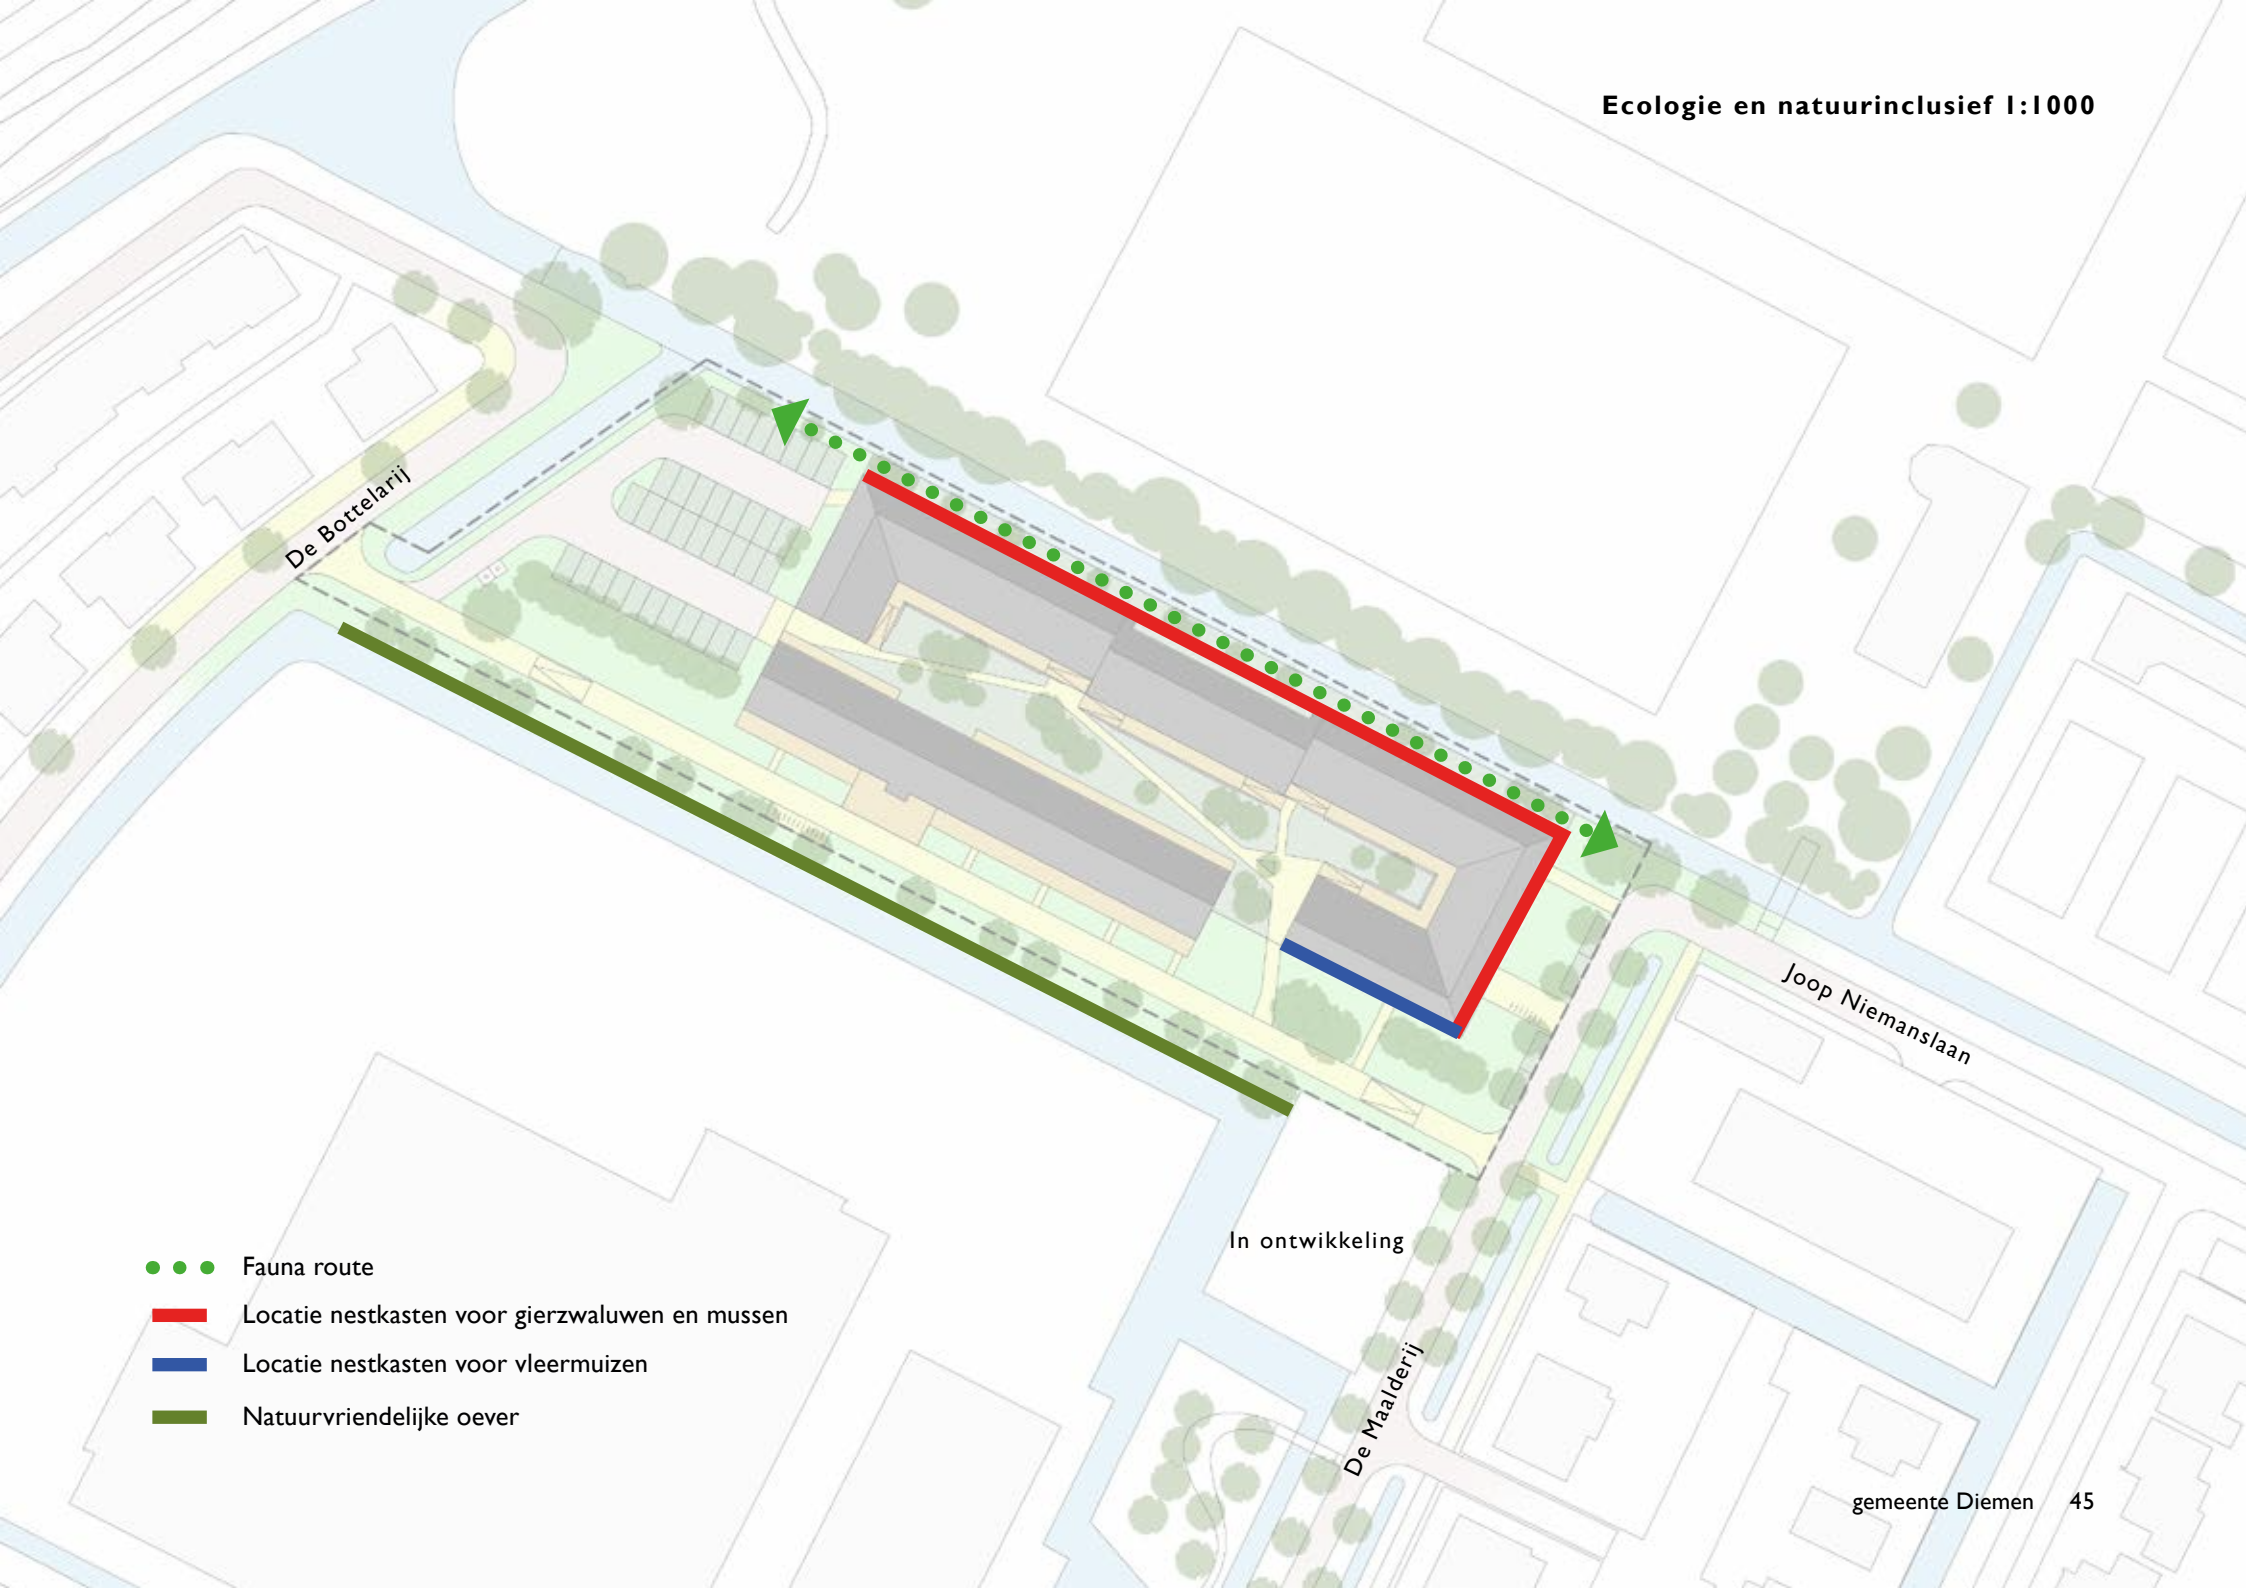 Ecologie en natuurinclusief 1:1000
De Bottelarij
Joop Niemanslaan
In ontwikkeling
De Maalderij
Fauna route
Locatie nestkasten voor gierzwaluwen en mussen
Locatie nestkasten voor vleermuizen
Natuurvriendelijke oever
gemeente Diemen 45